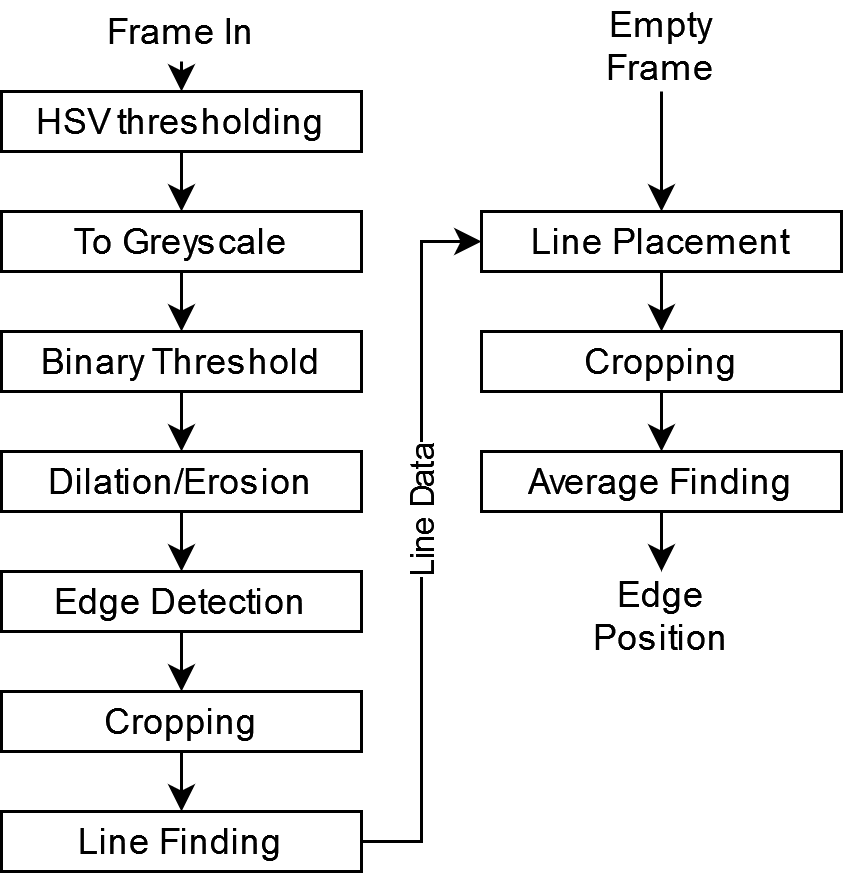 Frame In
HSV thresholding
To Greyscale
Binary Threshold
Dilation/Erosion
Edge Detection
Cropping
Line Finding
Line Data
Empty
Frame
Line Placement
Cropping
Average Finding
Edge
Position